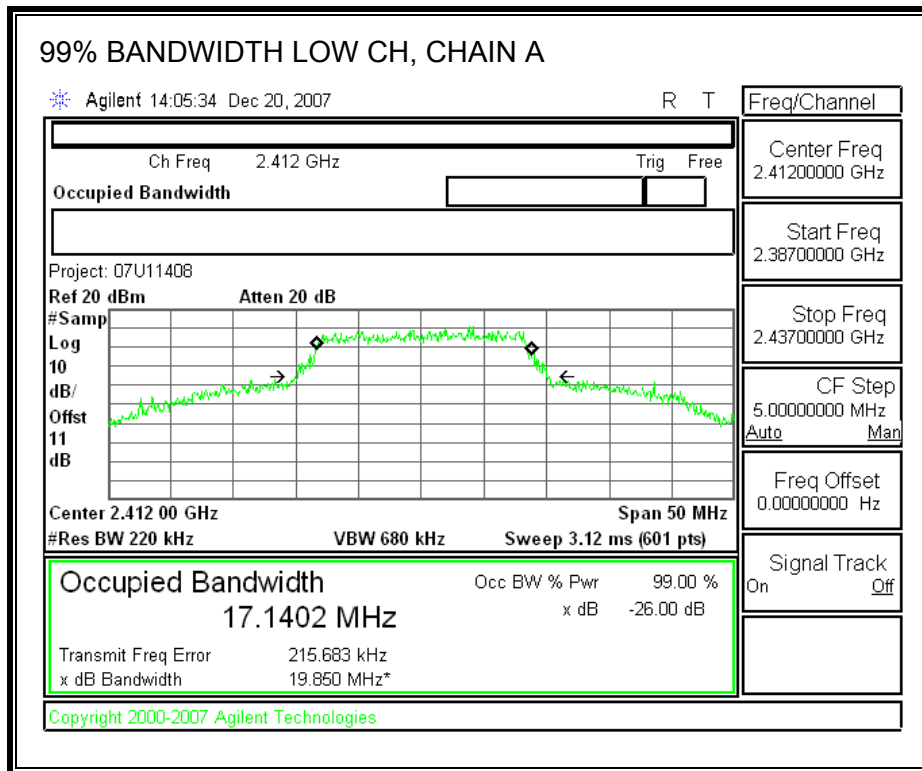 99% BANDWIDTH LOW CH, CHAIN A
Agilent 14:05:34 Dec 20, 2007 R T
Freq/Channel
Ch Freq 2.412 GHz Trig Free
Occupied Bandwidth
Center Freq
2.41200000 GHz
Start Freq
2.38700000 GHz
Stop Freq
2.43700000 GHz
CF Step
5.00000000 MHz
Auto Man
Freq Offset
0.00000000 Hz
Signal Track
On Off
Project: 07U11408
Ref 20 dBm Atten 20 dB
#Samp
Log
10
dB/
Offst
11
dB
Center 2.412 00 GHz Span 50 MHz
#Res BW 220 kHz VBW 680 kHz Sweep 3.12 ms (601 pts)
Occupied Bandwidth Occ BW % Pwr 99.00 %
17.1402 MHz x dB -26.00 dB
Transmit Freq Error 215.683 kHz
x dB Bandwidth 19.850 MHz*
Copyright 2000-2007 Agilent Technologies